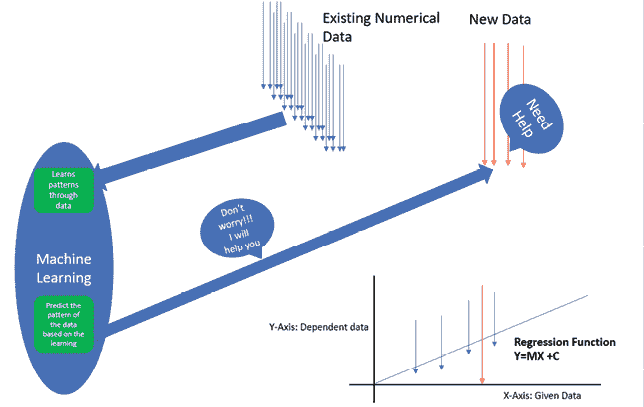 Existing Numerical
Data
New Data
Need
Help
Learns
patterns
through
data
Don't
worry!!!
I will
help you
Machine
Learning
Predict the
pattern of
the data
based on the
learning
Y-Axis: Dependent data
Regression Function
Y=MX +C
X-Axis: Given Data